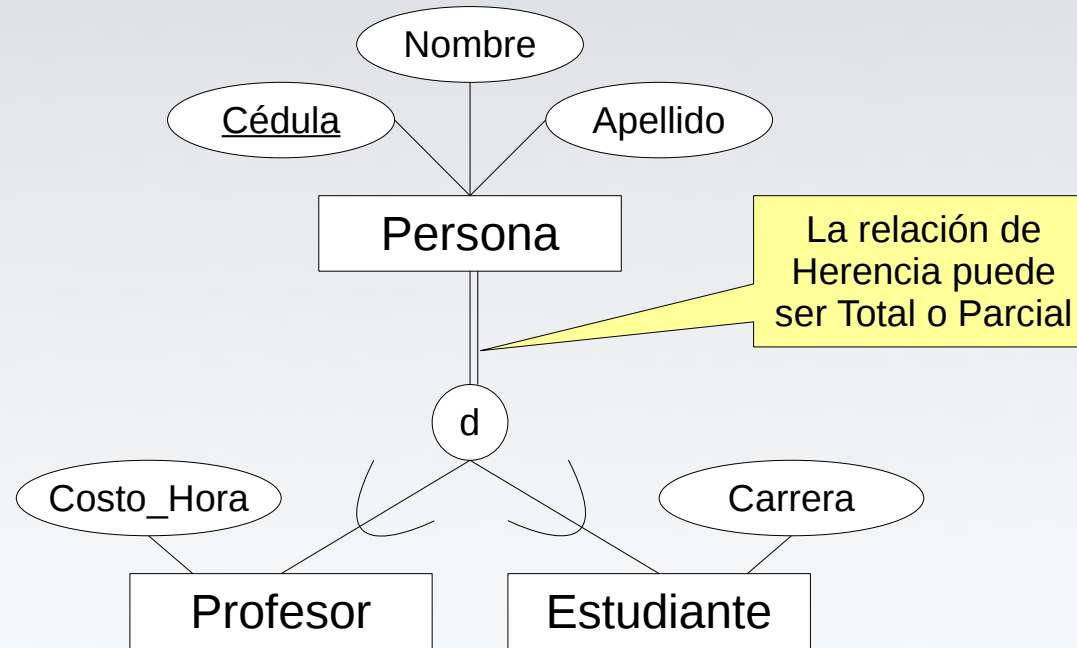 Nombre
Cédula
Apellido
Persona
La relación de
Herencia puede
ser Total o Parcial
d
Costo_Hora
Carrera
Profesor
Estudiante